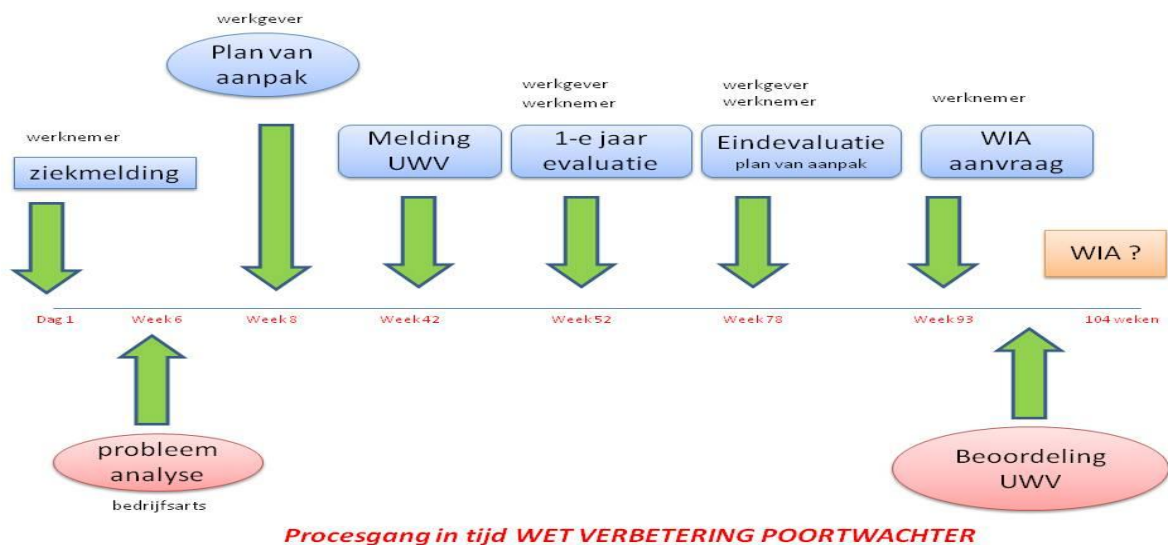 werkgever
Plan van
aanpak
werknemer
ziekmelding
Melding
UWV
werkgever
werknemer
1-e jaar
evaluatie
werkgever
werknemer
Eindevaluatie
plan van aanpak
werknemer
WIA
aanvraag
WIA ?
Dag 1
Week 6
Week 8
Week 42
Week 52
Week 78
Week 93
104 weken
probleem
analyse
bedrijfsarts
Beoordeling
UWV
Procesgang in tijd WET VERBETERING POORTWACHTER